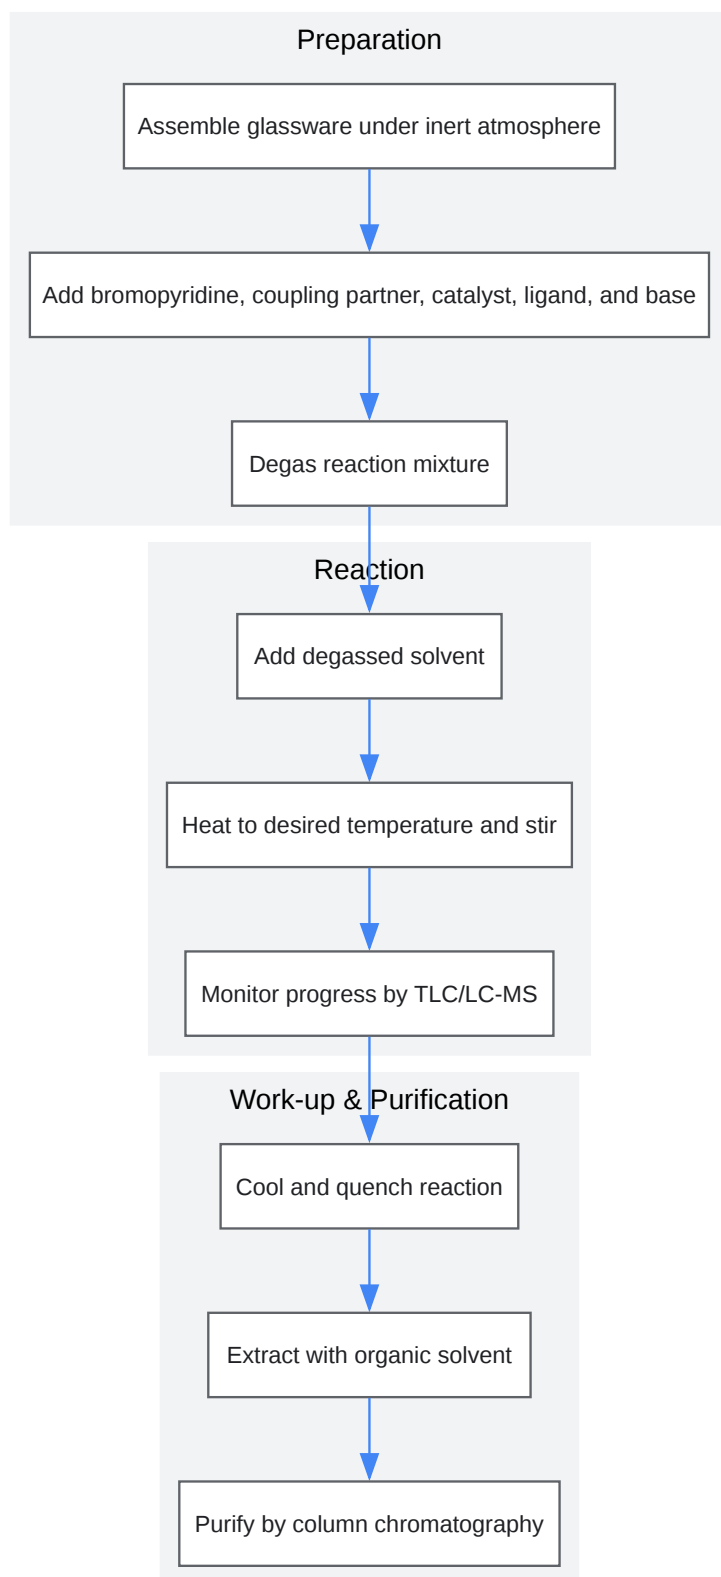 Preparation
Assemble glassware under inert atmosphere
Add bromopyridine, coupling partner, catalyst, ligand, and base
Degas reaction mixture
Reaction
Add degassed solvent
Heat to desired temperature and stir
Monitor progress by TLC/LC-MS
Work-up & Purification
Cool and quench reaction
Extract with organic solvent
Purify by column chromatography